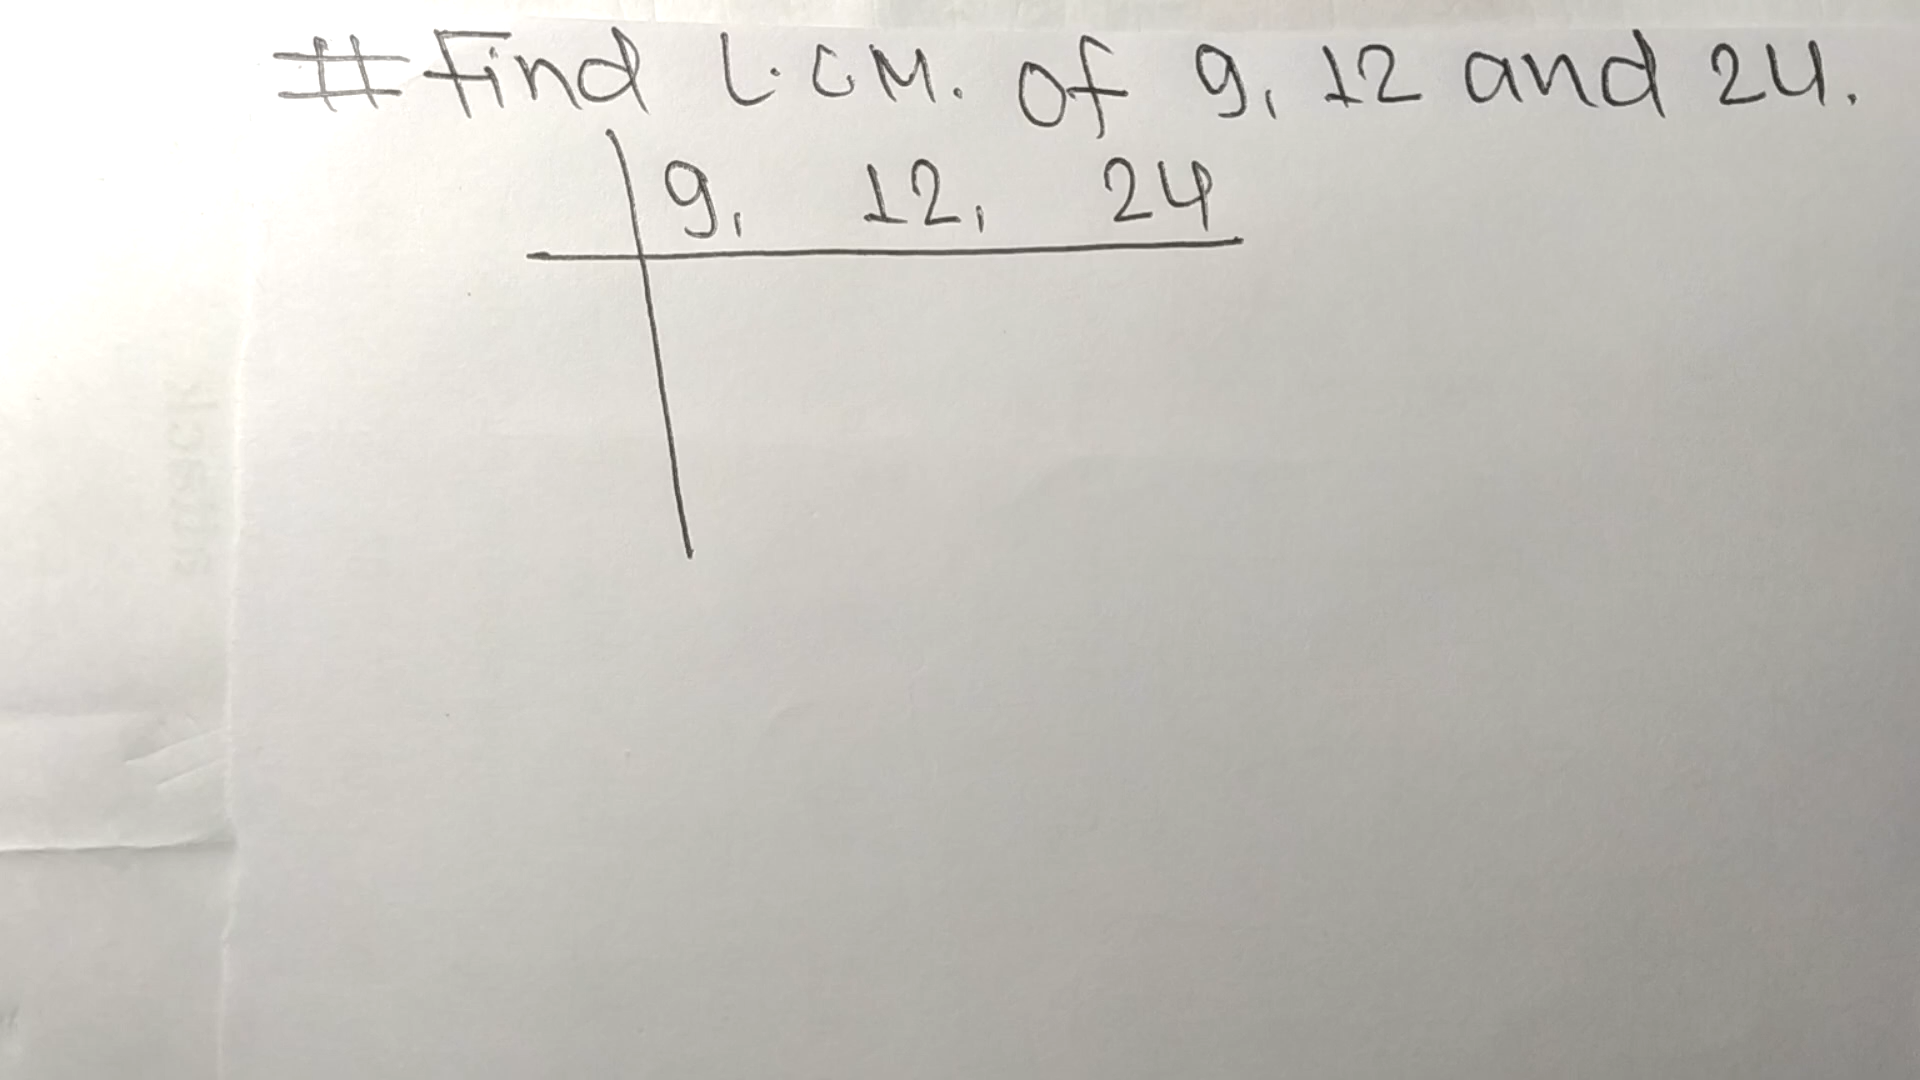 # Find L.C.M. of 9, 12 and 24.
9, 12, 24